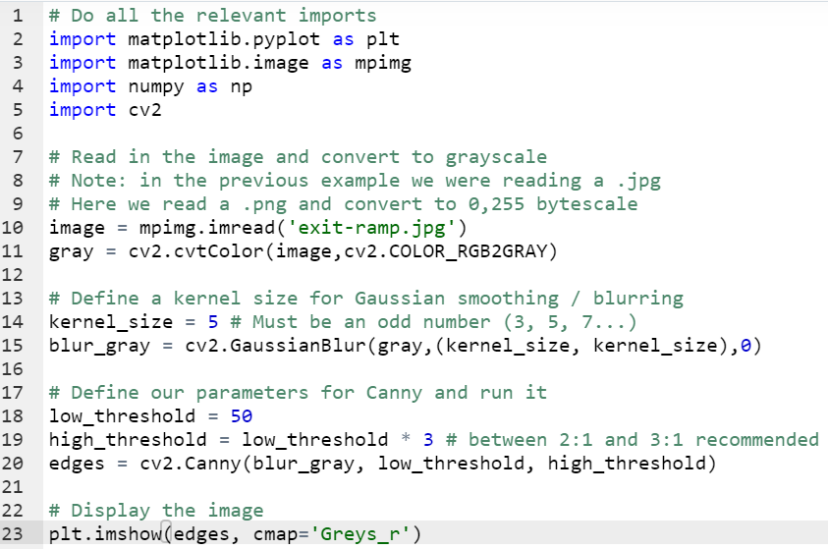 1 # Do all the relevant imports
2 import matplotlib.pyplot as plt
3 import matplotlib.image as mpimg
4 import numpy as np
5 import cv2
6
7 # Read in the image and convert to grayscale
8 # Note: in the previous example we were reading a .jpg
9 # Here we read a .png and convert to 0,255 bytescale
10 image = mpimg.imread('exit-ramp.jpg')
11 gray = cv2.cvtColor(image,cv2.COLOR_RGB2GRAY)
12
13 # Define a kernel size for Gaussian smoothing / blurring
14 kernel_size = 5 # Must be an odd number (3, 5, 7...)
15 blur_gray = cv2.GaussianBlur(gray,(kernel_size, kernel_size),0)
16
17 # Define our parameters for Canny and run it
18 low_threshold = 50
19 high_threshold = low_threshold * 3 # between 2:1 and 3:1 recommended
20 edges = cv2.Canny(blur_gray, low_threshold, high_threshold)
21
22 # Display the image
23 plt.imshow(edges, cmap='Greys_r')